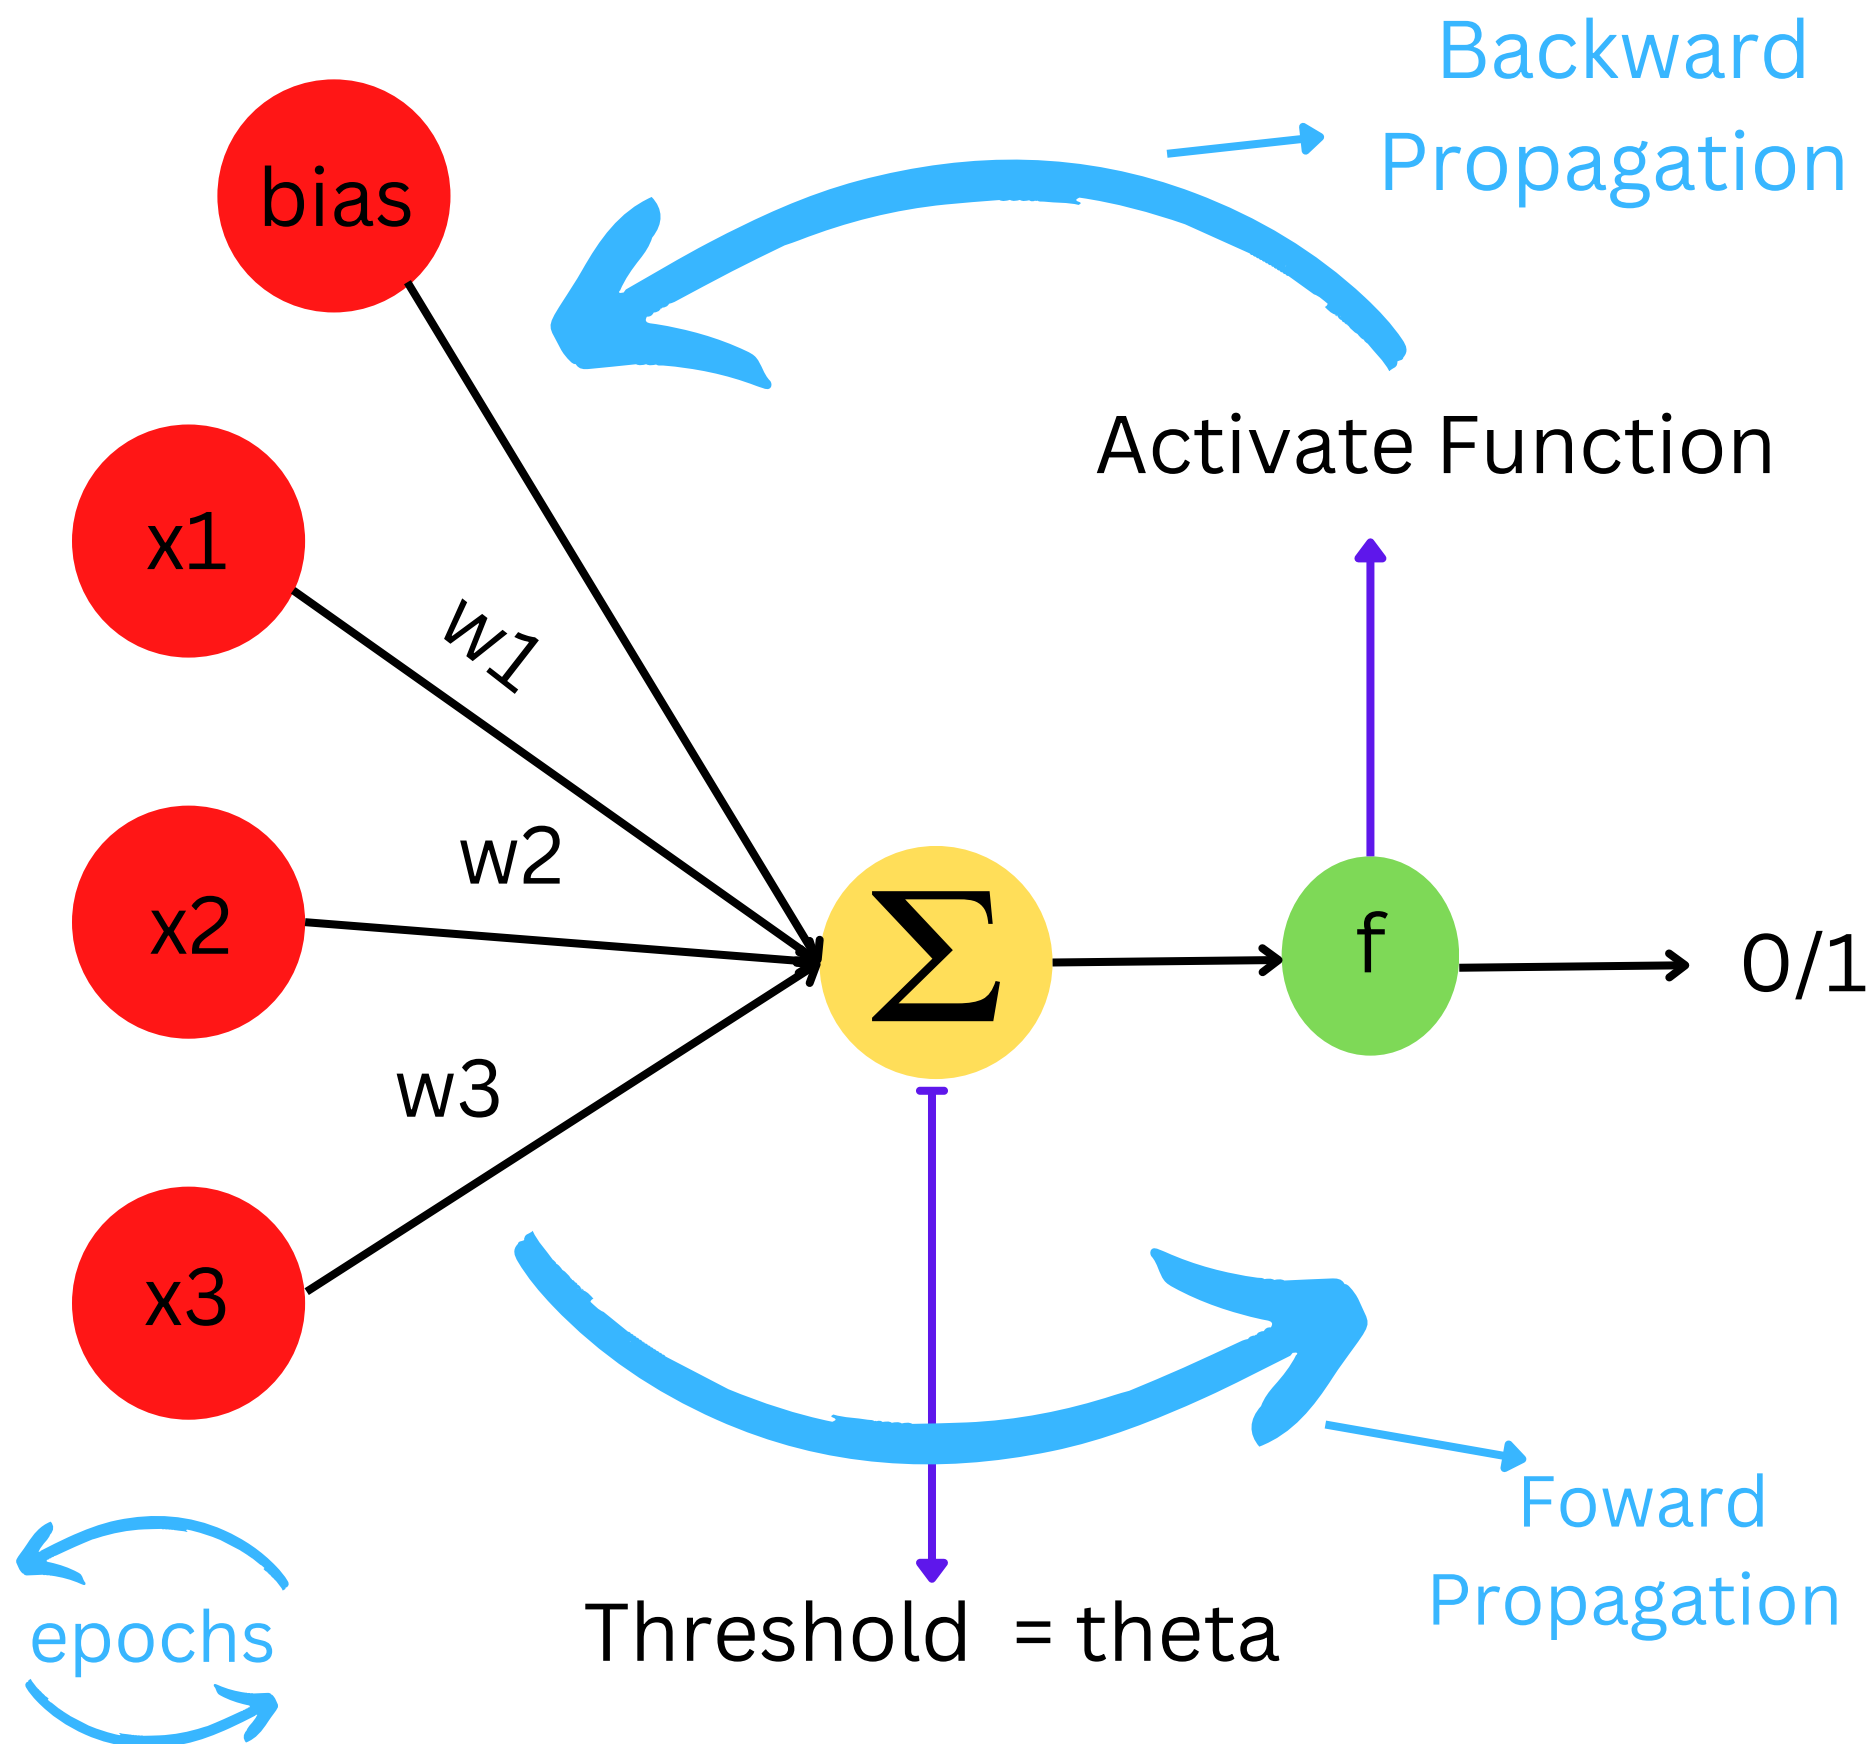 Backward
Propagation
bias
Activate Function
x1
w1
w2
x2
Σ
f
0/1
w3
x3
Foward
Propagation
epochs
Threshold = theta